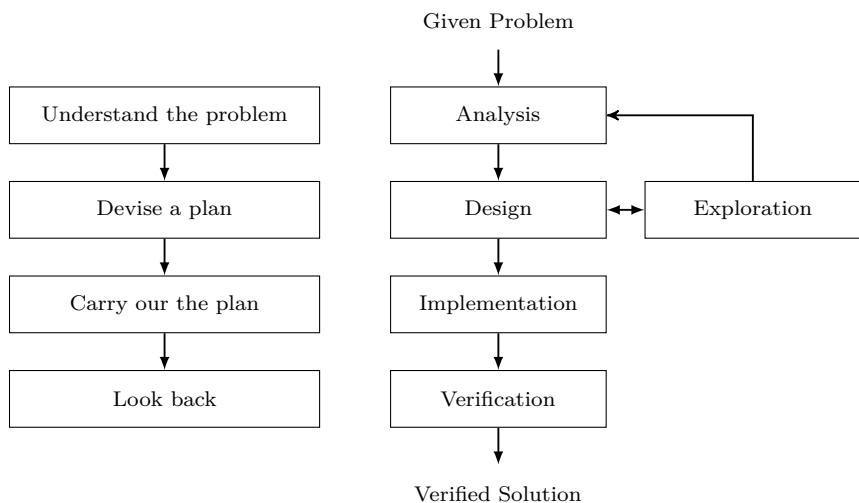 Given Problem
Understand the problem
Analysis
Devise a plan
Design
Exploration
Carry our the plan
Implementation
Look back
Verification
Verified Solution